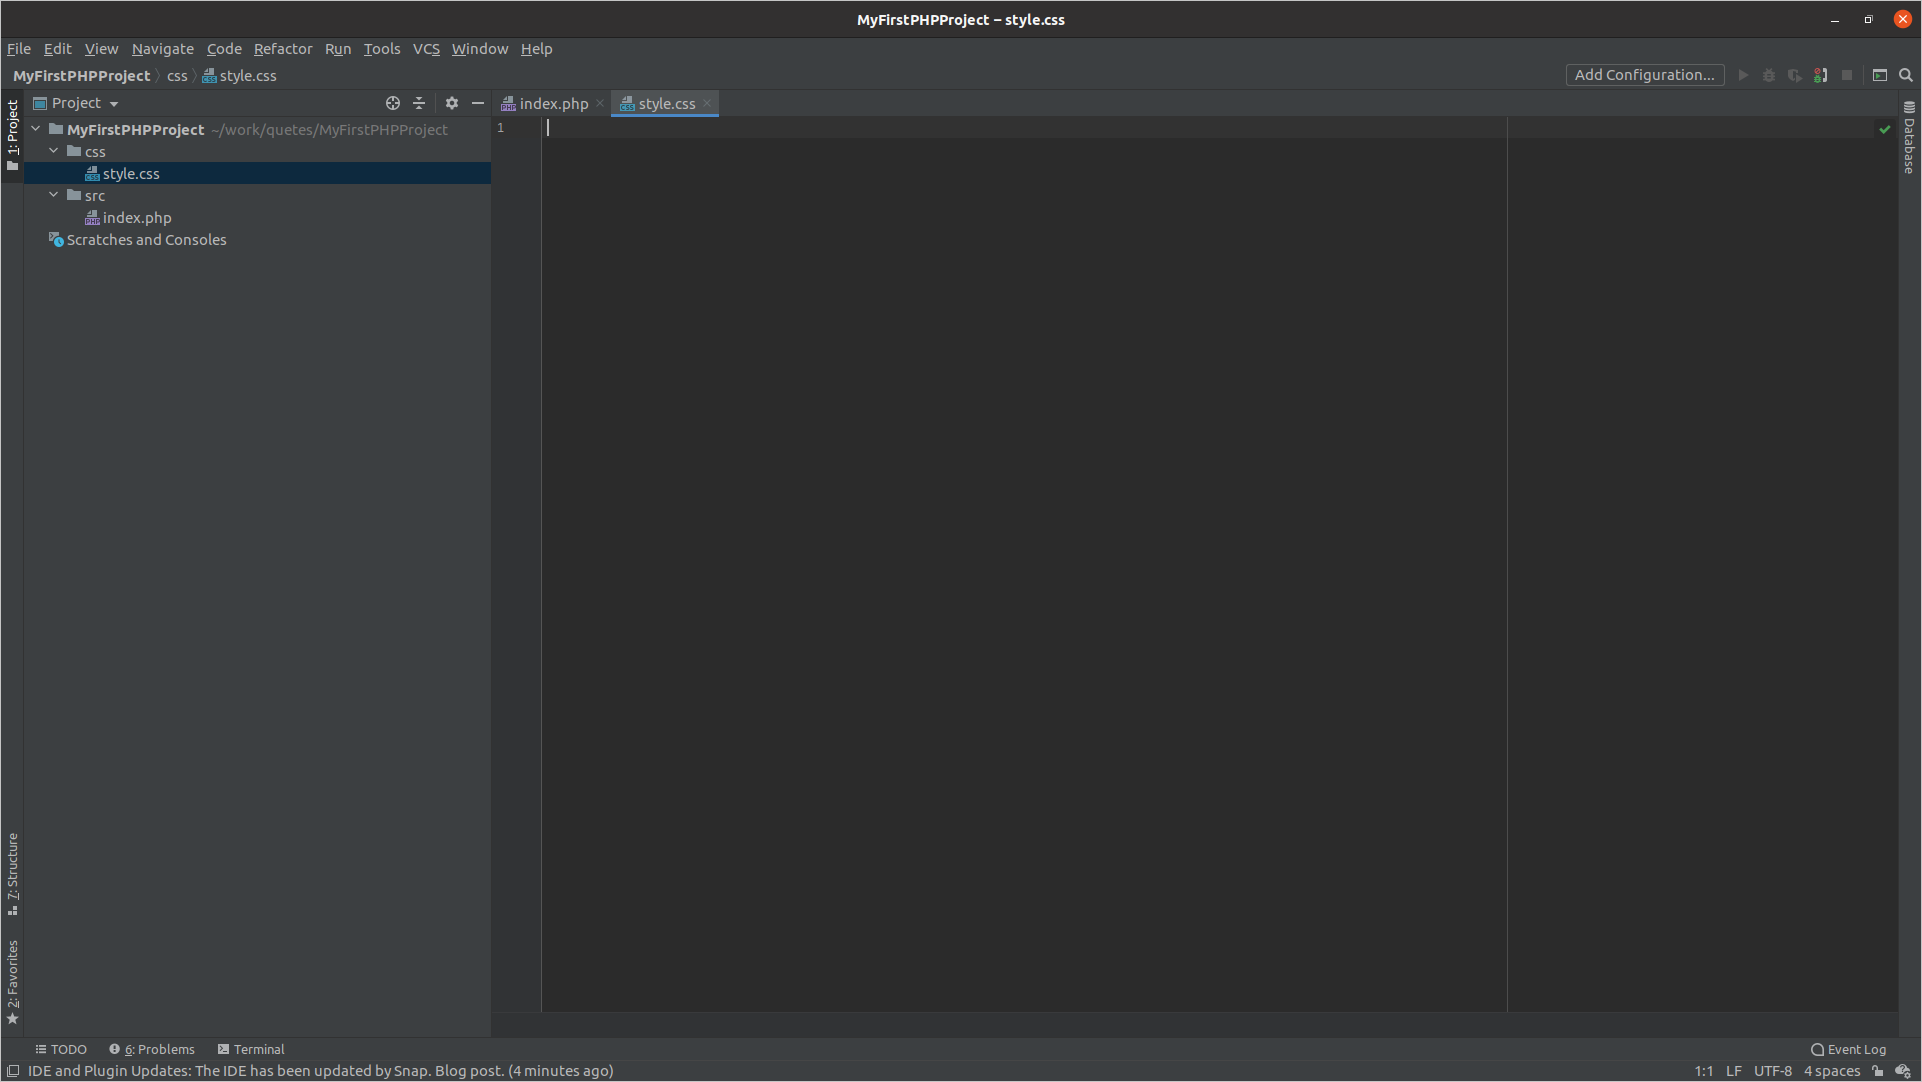 MyFirstPHPProject – style.css
File Edit View Navigate Code Refactor Run Tools VCS Window Help
MyFirstPHPProject css style.css
Add Configuration...
1: Project
Project
index.php
style.css
MyFirstPHPProject ~/work/quetes/MyFirstPHPProject
css
style.css
src
index.php
Scratches and Consoles
1
Database
7: Structure
2: Favorites
TODO 6: Problems Terminal Event Log
IDE and Plugin Updates: The IDE has been updated by Snap. Blog post. (4 minutes ago) 1:1 LF UTF-8 4 spaces